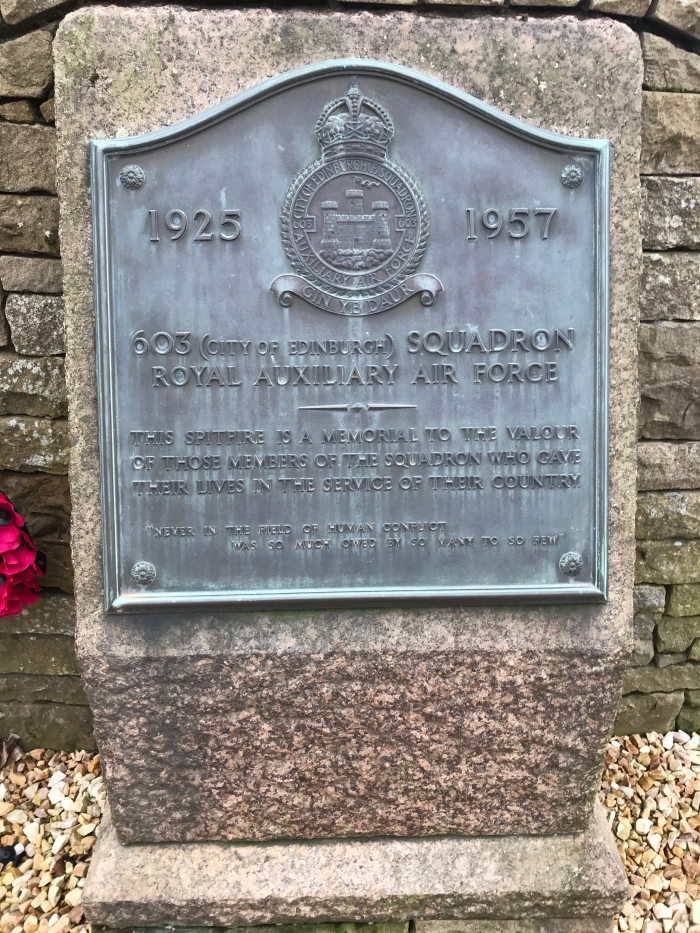 CITY OF EDINBURGH SQUADRON
603 603
AUXILIARY AIR FORCE
GIN YE DAUR
1925 1957
603 (CITY OF EDINBURGH) SQUADRON
ROYAL AUXILIARY AIR FORCE
THIS SPITFIRE IS A MEMORIAL TO THE VALOUR
OF THOSE MEMBERS OF THE SQUADRON WHO GAVE
THEIR LIVES IN THE SERVICE OF THEIR COUNTRY
"NEVER IN THE FIELD OF HUMAN CONFLICT
WAS SO MUCH OWED BY SO MANY TO SO FEW"